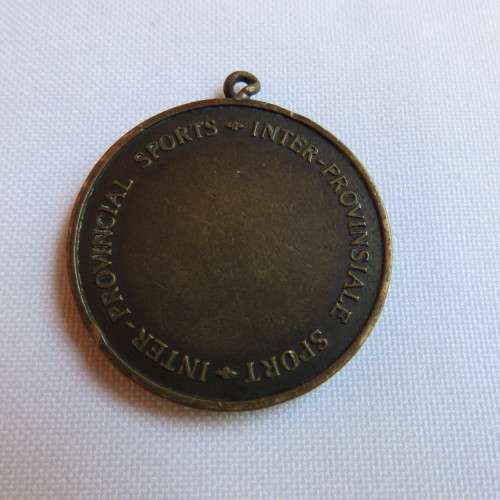 INTER-PROVINCIAL SPORTS
INTER-PROVINSIALE SPORT